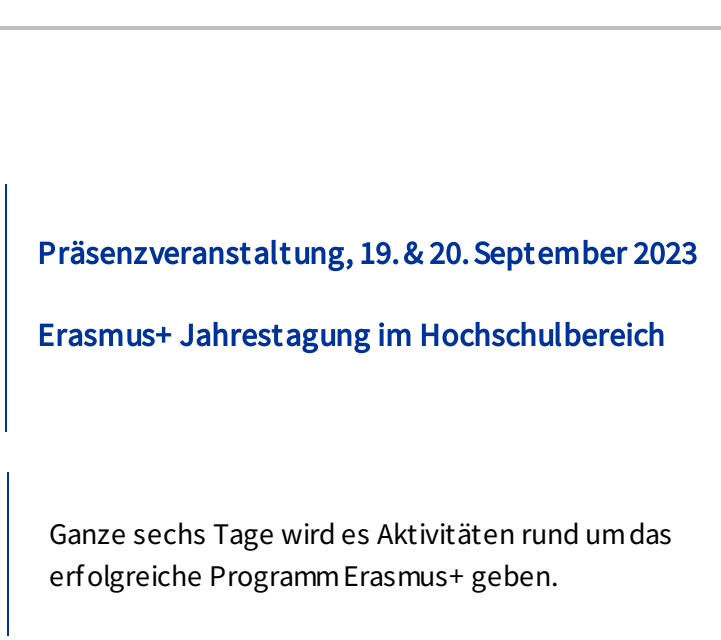 Präsenzveranstaltung, 19. & 20. September 2023
Erasmus+ Jahrestagung im Hochschulbereich
Ganze sechs Tage wird es Aktivitäten rund um das
erfolgreiche Programm Erasmus+ geben.